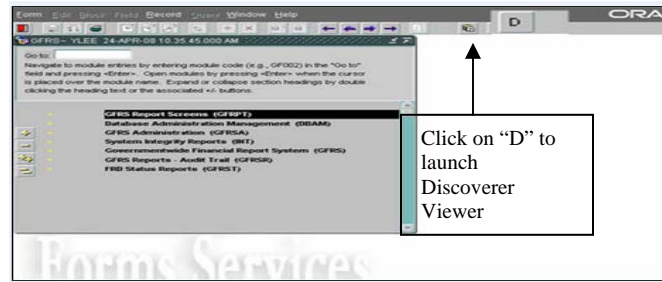 Form Edit Block Field Record Query Window Help
D
ORA
GFRS - YLEE 24-APR-08 10.35.45.000 AM
Go to:
Navigate to module entries by entering module code (e.g., GF002) in the "Go to"
field and pressing <Enter>. Open modules by pressing <Enter> when the cursor
is placed over the module name. Expand or collapse section headings by double
clicking the heading text or the associated +/- buttons.
GFRS Report Screens (GFRPT)
Database Administration Management (DBAM)
GFRS Administration (GFRSA)
System Integrity Reports (INT)
Governmentwide Financial Report System (GFRS)
GFRS Reports - Audit Trail (GFRSR)
FRB Status Reports (GFRST)
Click on “D” to
launch
Discoverer
Viewer
Forms Services